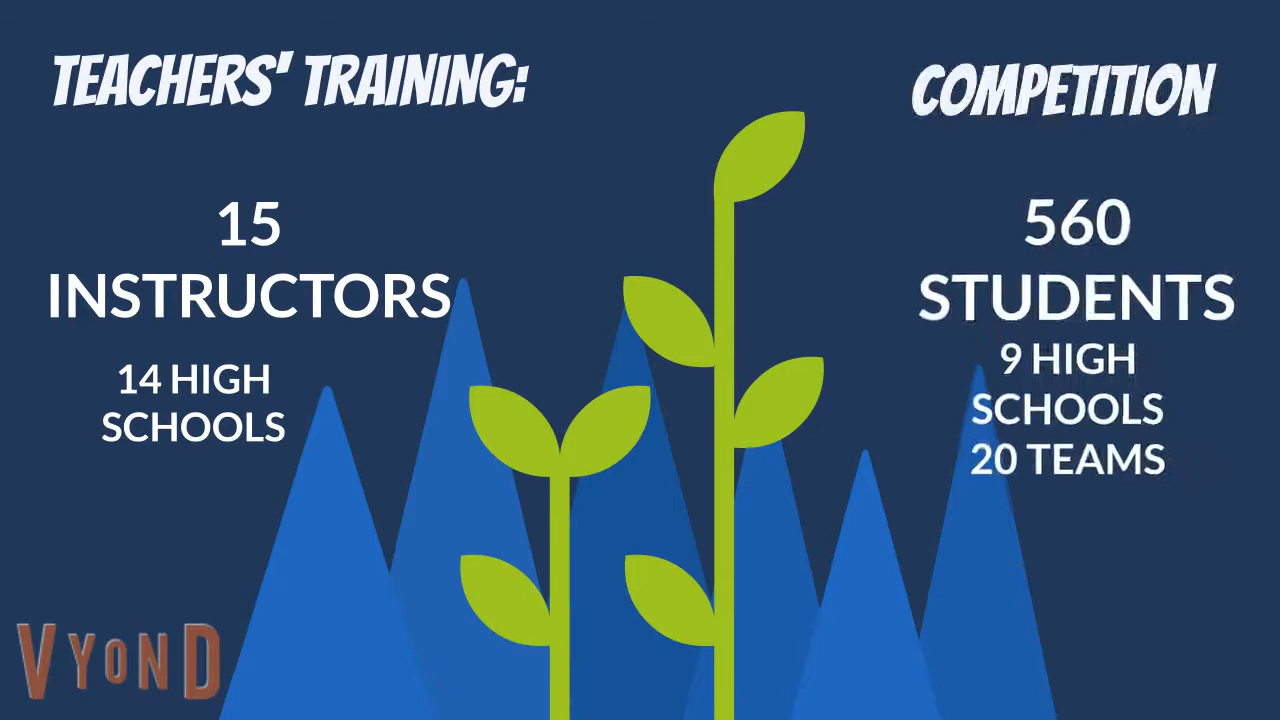 TEACHERS' TRAINING:
15
INSTRUCTORS
14 HIGH
SCHOOLS
COMPETITION
560
STUDENTS
9 HIGH
SCHOOLS
20 TEAMS
VYOND